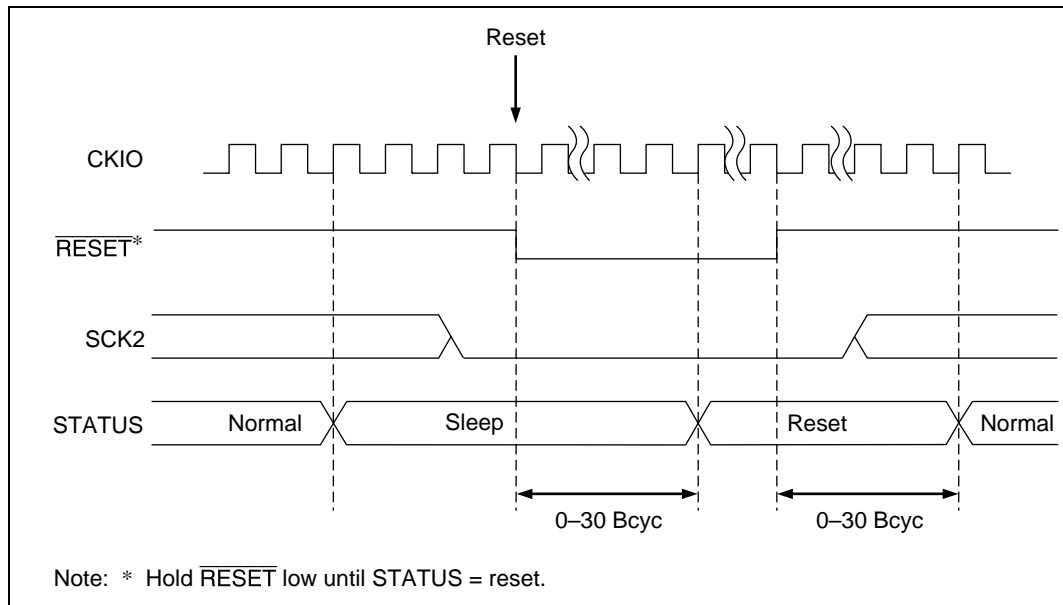 Reset
CKIO
RESET*
SCK2
STATUS Normal Sleep Reset Normal
0–30 Bcyc 0–30 Bcyc
Note: * Hold RESET low until STATUS = reset.